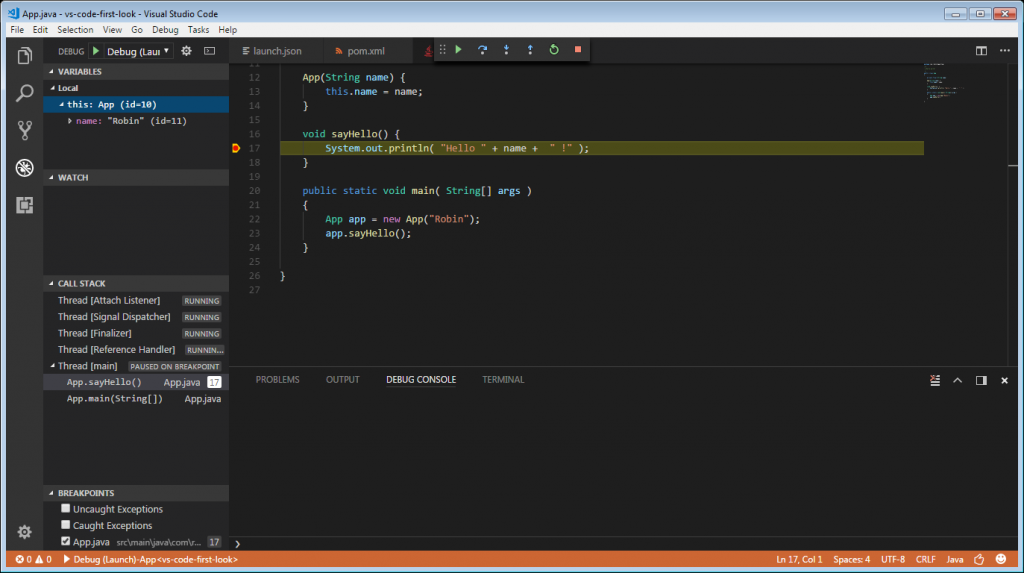 App.java - vs-code-first-look - Visual Studio Code
File Edit Selection View Go Debug Tasks Help
DEBUG Debug (Lau
launch.json pom.xml
VARIABLES
Local
this: App (id=10)
name: "Robin" (id=11)
WATCH
CALL STACK
Thread [Attach Listener] RUNNING
Thread [Signal Dispatcher] RUNNING
Thread [Finalizer] RUNNING
Thread [Reference Handler] RUNNIN...
Thread [main] PAUSED ON BREAKPOINT
App.sayHello() App.java 17
App.main(String[]) App.java
BREAKPOINTS
Uncaught Exceptions
Caught Exceptions
App.java src\main\java\com\r... 17
12 App(String name) {
13 this.name = name;
14 }
15
16 void sayHello() {
17 System.out.println( "Hello " + name +  " !" );
18 }
19
20 public static void main( String[] args )
21 {
22 App app = new App("Robin");
23 app.sayHello();
24 }
25
26 }
27
PROBLEMS OUTPUT DEBUG CONSOLE TERMINAL
0 0 Debug (Launch)-App<vs-code-first-look> Ln 17, Col 1 Spaces: 4 UTF-8 CRLF Java